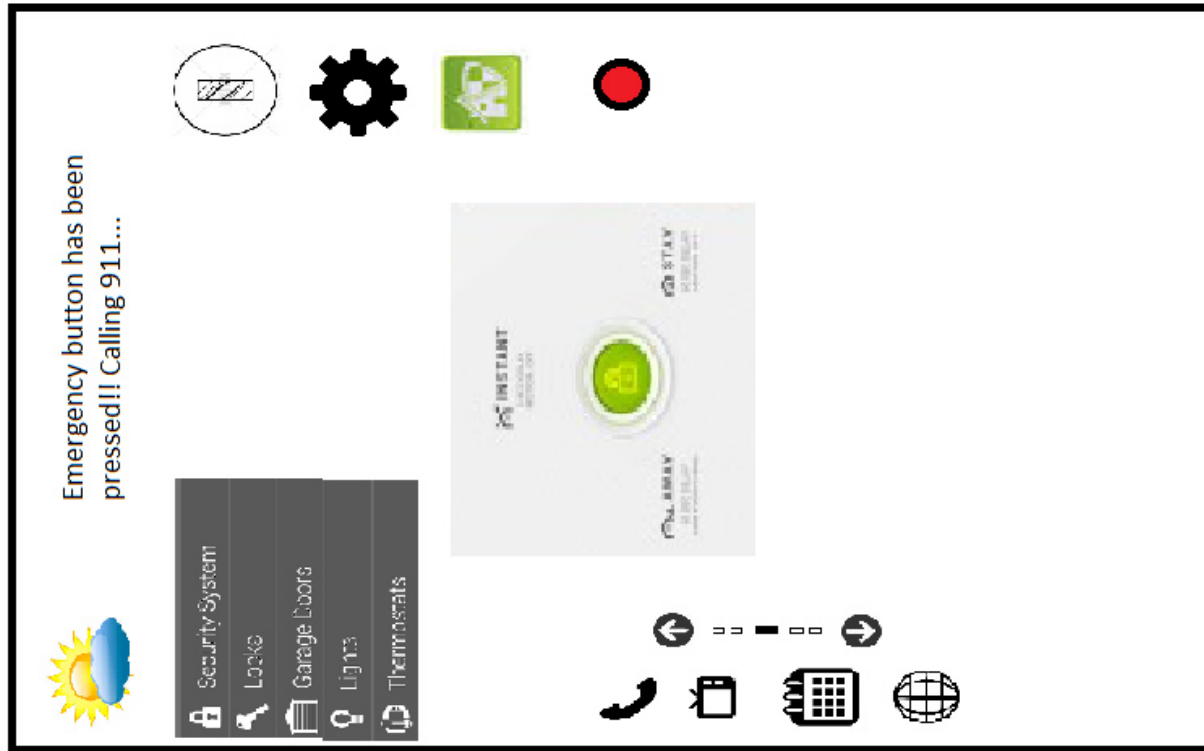 Emergency button has been
pressed!! Calling 911...
Security System
Locks
Garage Doors
Lights
Thermostats
INSTANT
AWAY
STAY